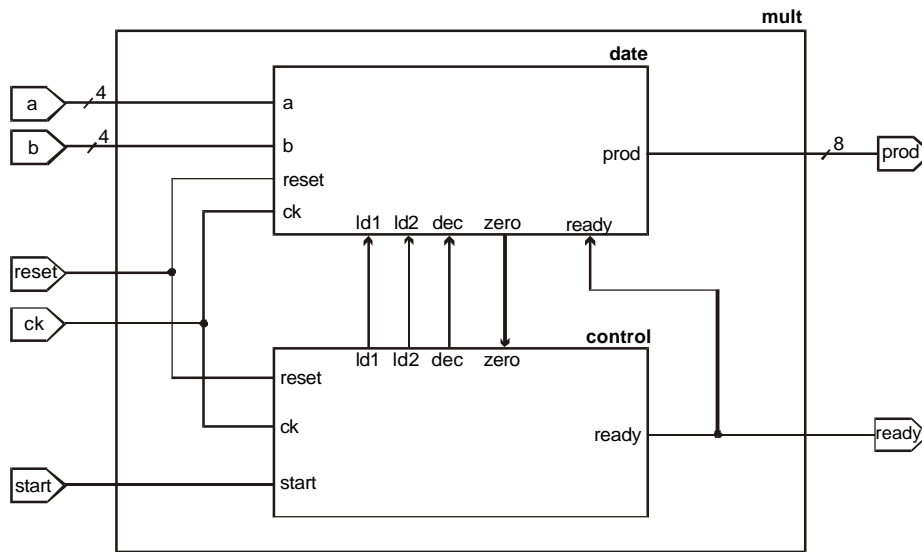 mult
date
a
4
a
b
4
b
prod
8
prod
reset
ck
ld1 ld2 dec zero ready
reset
ck
control
ld1 ld2 dec zero
reset
ck
ready
ready
start
start